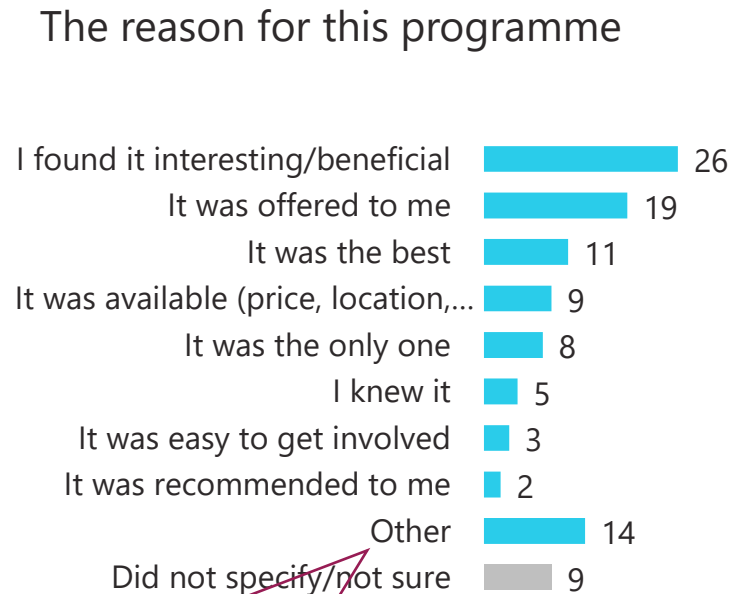 The reason for this programme
I found it interesting/beneficial 26
It was offered to me 19
It was the best 11
It was available (price, location,... 9
It was the only one 8
I knew it 5
It was easy to get involved 3
It was recommended to me 2
Other 14
Did not specify/not sure 9